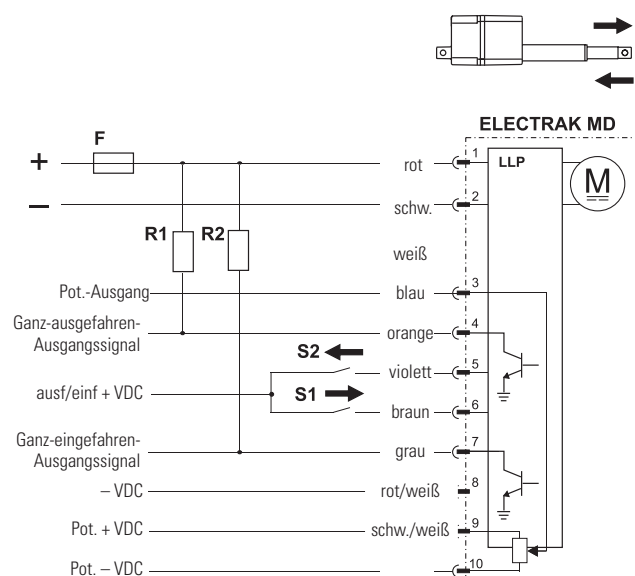 ELECTRAK MD
F
+ rot 1 LLP M
– schw. 2
R1 R2
weiß
Pot.-Ausgang blau 3
Ganz-ausgefahren-
Ausgangssignal orange 4
S2 violett 5
ausf/einf + VDC S1
braun 6
Ganz-eingefahren-
Ausgangssignal grau 7
– VDC rot/weiß 8
Pot. + VDC schw./weiß 9
Pot. – VDC 10